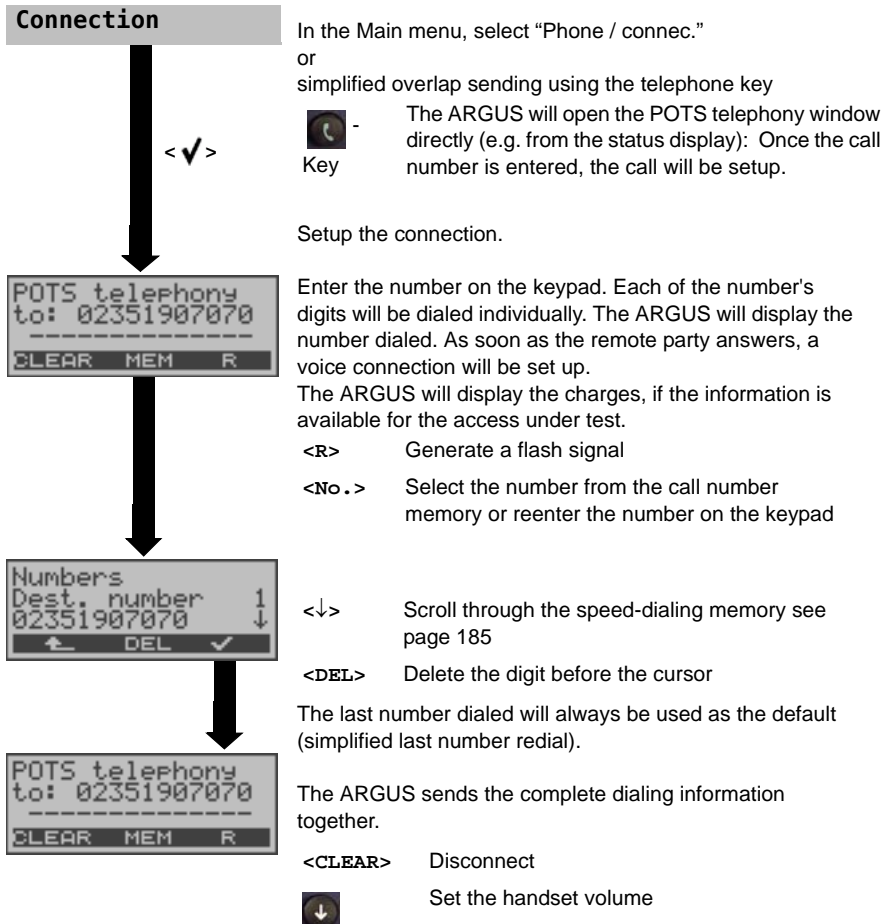 Connection
In the Main menu, select “Phone / connec.”
or
simplified overlap sending using the telephone key
- The ARGUS will open the POTS telephony window
directly (e.g. from the status display): Once the call
Key number is entered, the call will be setup.
<✓>
Setup the connection.
POTS telephony
to: 02351907070
---------------
CLEAR MEM R
Enter the number on the keypad. Each of the number's
digits will be dialed individually. The ARGUS will display the
number dialed. As soon as the remote party answers, a
voice connection will be set up.
The ARGUS will display the charges, if the information is
available for the access under test.
<R> Generate a flash signal
<No.> Select the number from the call number
memory or reenter the number on the keypad
Numbers
Dest. number 1
02351907070 ↓
DEL ✓
<↓> Scroll through the speed-dialing memory see
page 185
<DEL> Delete the digit before the cursor
The last number dialed will always be used as the default
(simplified last number redial).
POTS telephony
to: 02351907070
---------------
CLEAR MEM R
The ARGUS sends the complete dialing information
together.
<CLEAR> Disconnect
↓ Set the handset volume